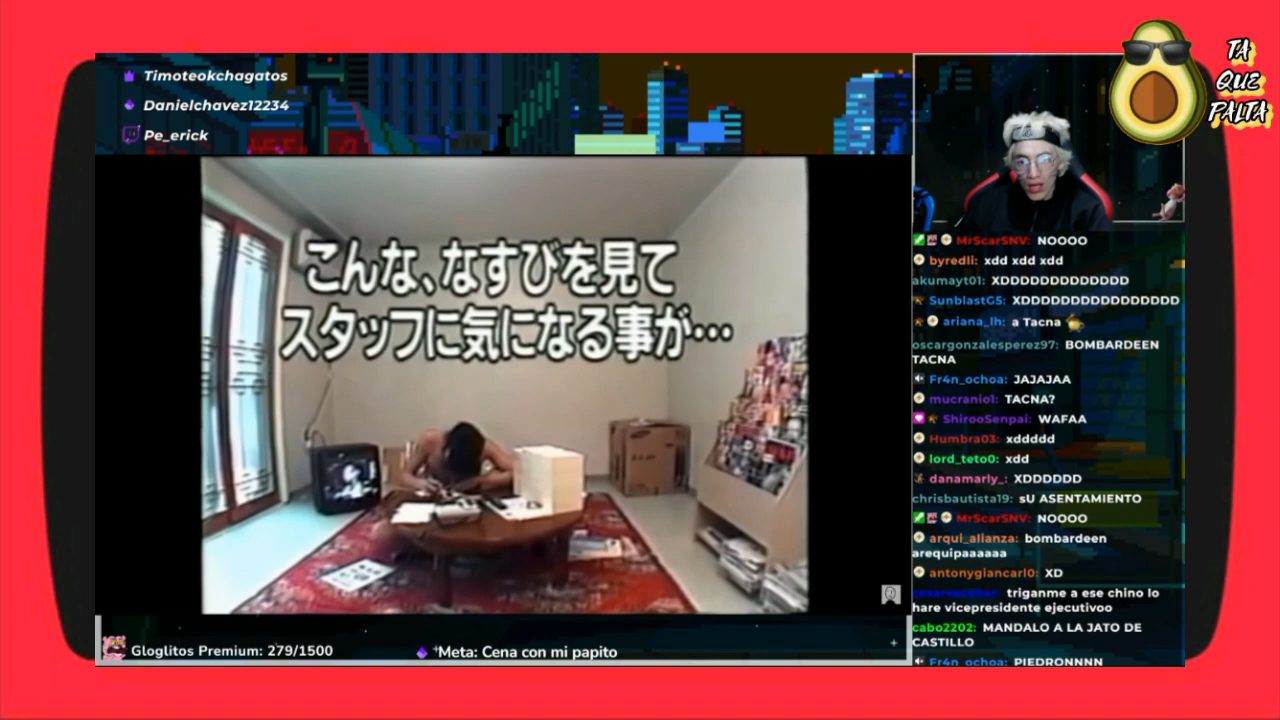 Timoteokchagatos
Danielchavez12234
Pe_erick
TA
QUE
PALTA
こんな、なすびを見て
スタッフに気になる事が…
MrScarSNV: NOOOO
byredli: xdd xdd xdd
akumayt01: XDDDDDDDDDDDDD
SunblastG5: XDDDDDDDDDDDDDDDDD
ariana_lh: a Tacna
oscargonzalesperez97: BOMBARDEEN
TACNA
Fr4n_ochoa: JAJAJAA
mucranio1: TACNA?
ShirooSenpai: WAFAA
Humbra03: xddddd
lord_teto0: xdd
danamarly_: XDDDDDD
chrisbautista19: sU ASENTAMIENTO
MrScarSNV: NOOOO
arqui_alianza: bombardeen
arequipaaaaaa
antonygiancarl0: XD
triganme a ese chino lo
hare vicepresidente ejecutivoo
cabo2202: MANDALO A LA JATO DE
CASTILLO
Fr4n_ochoa: PIEDRONNNN
Gloglitos Premium: 279/1500
Meta: Cena con mi papito